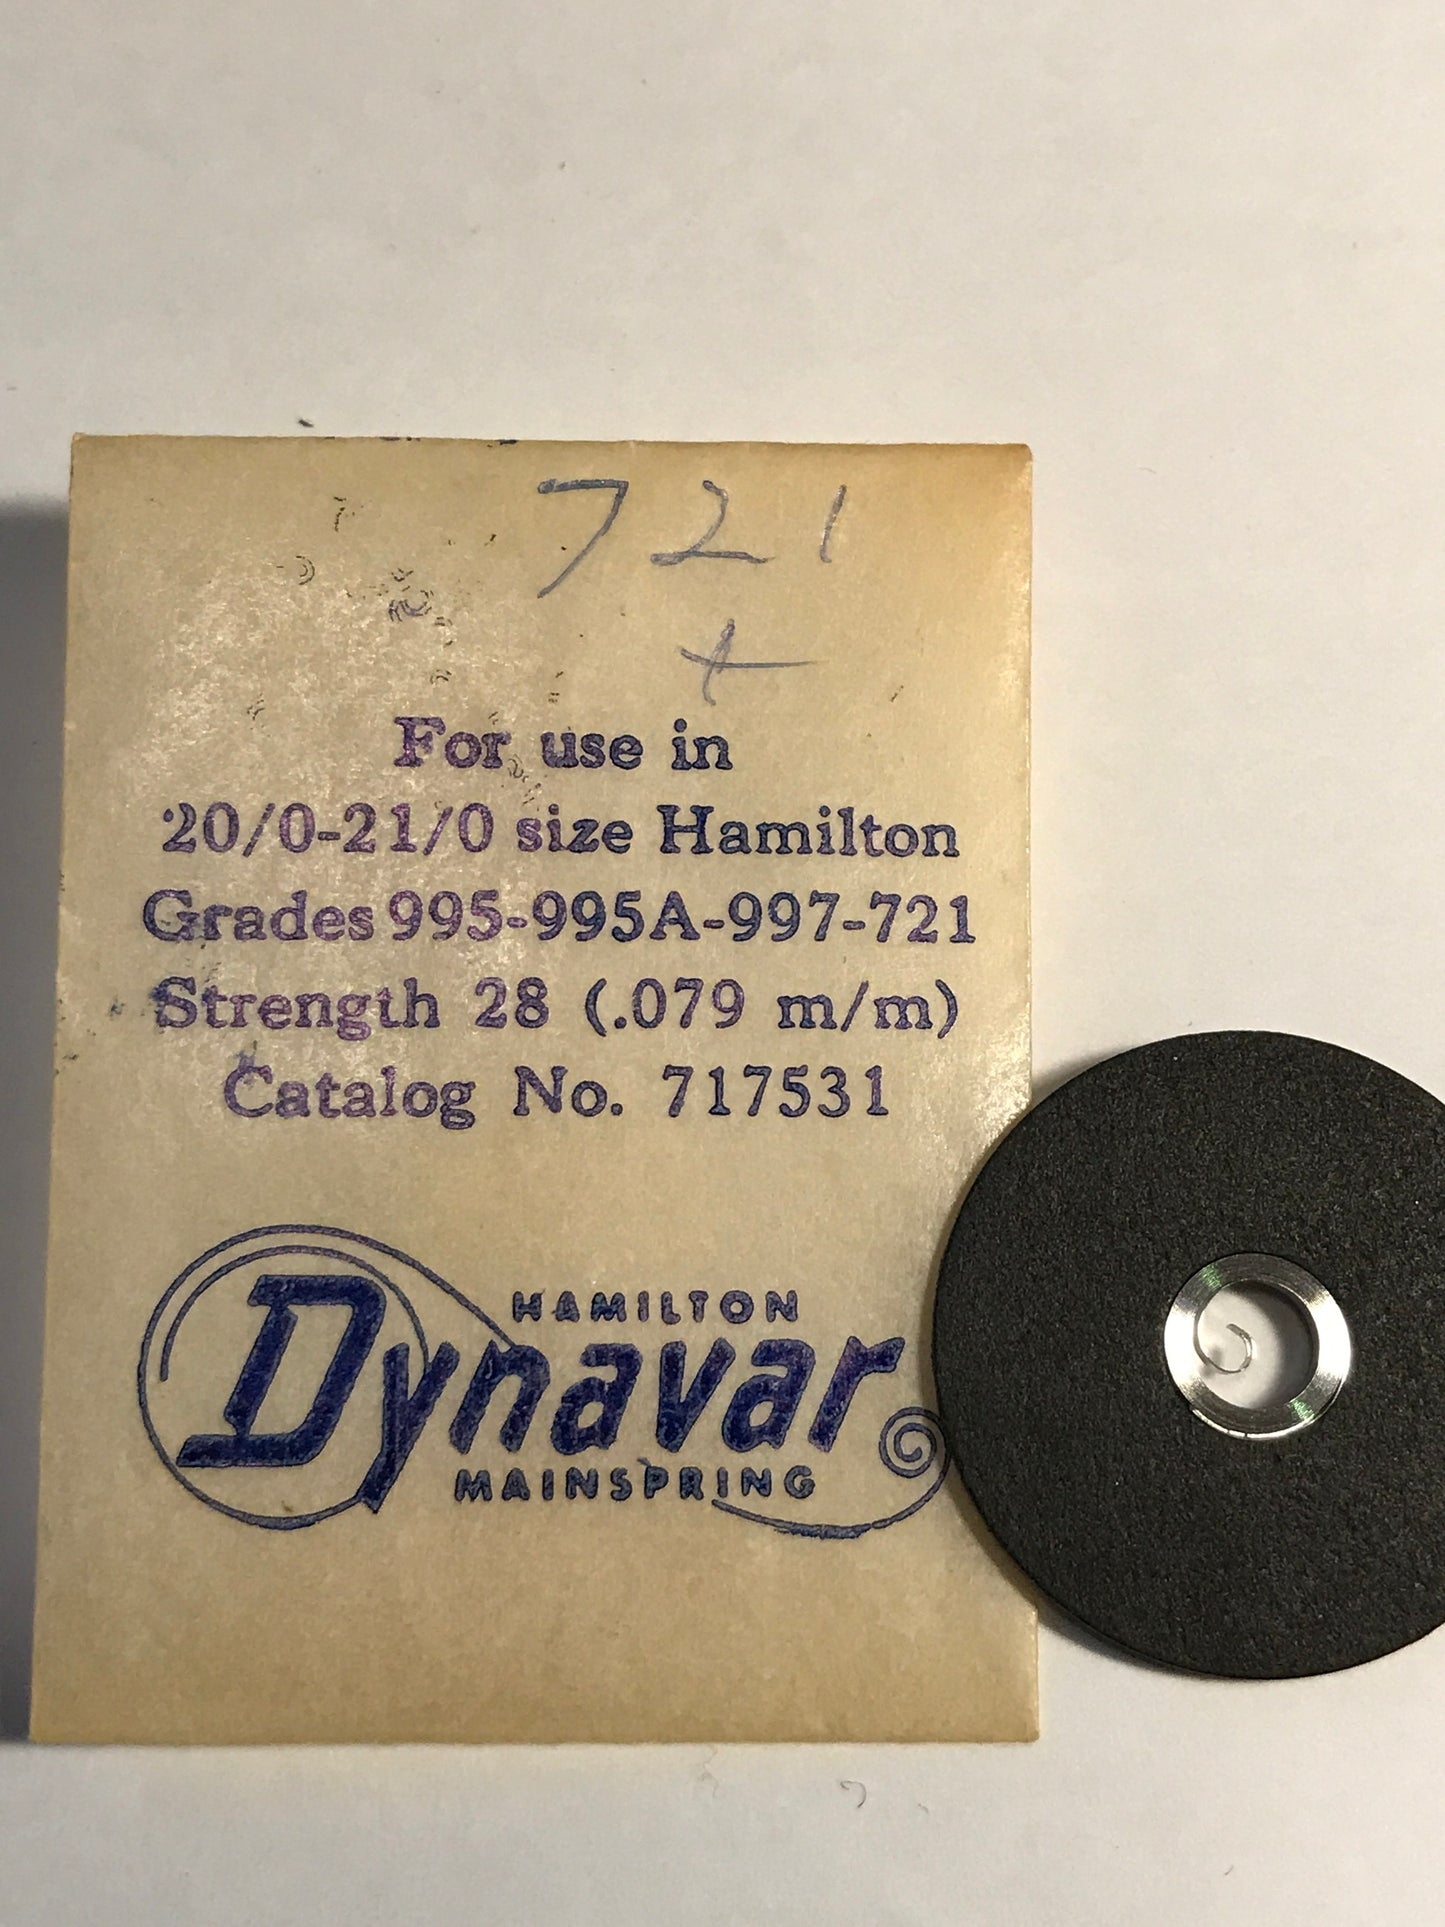 721
+
For use in
20/0-21/0 size Hamilton
Grades 995-995A-997-721
Strength 28 (.079 m/m)
Catalog No. 717531
HAMILTON
Dynavar
MAINSPRING